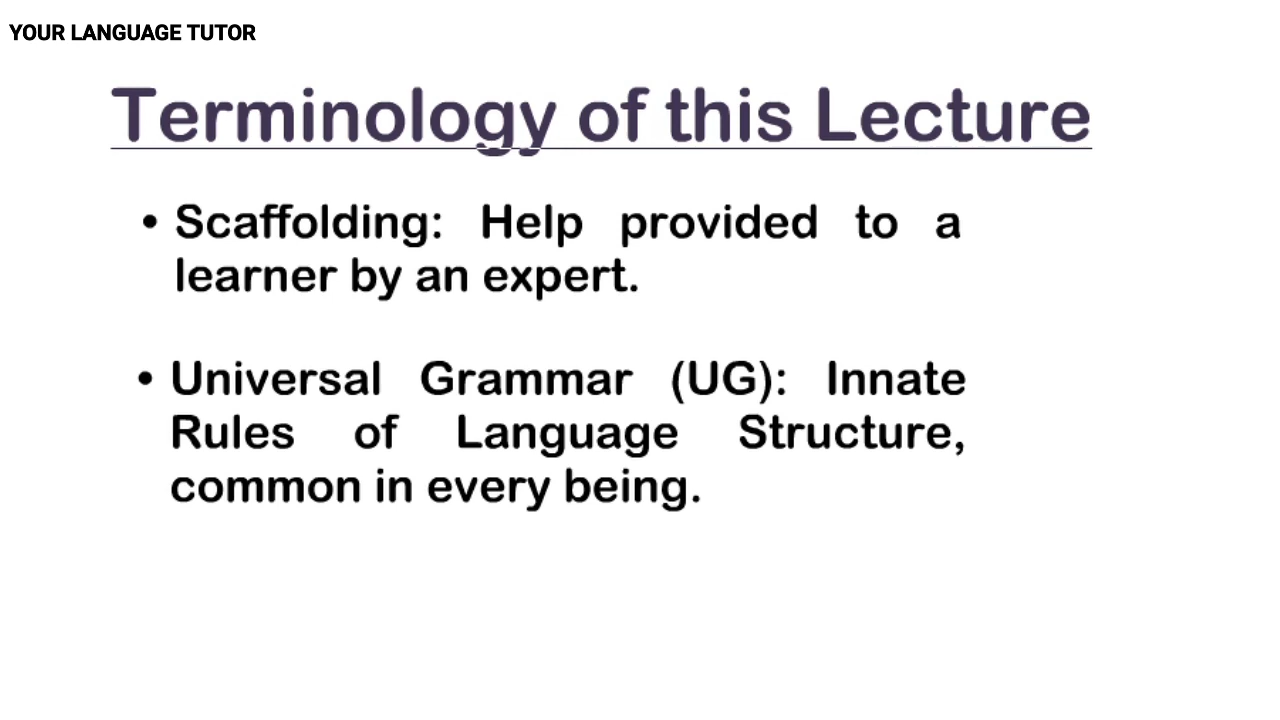 YOUR LANGUAGE TUTOR
Terminology of this Lecture
• Scaffolding: Help provided to a
learner by an expert.
• Universal Grammar (UG): Innate
Rules of Language Structure,
common in every being.